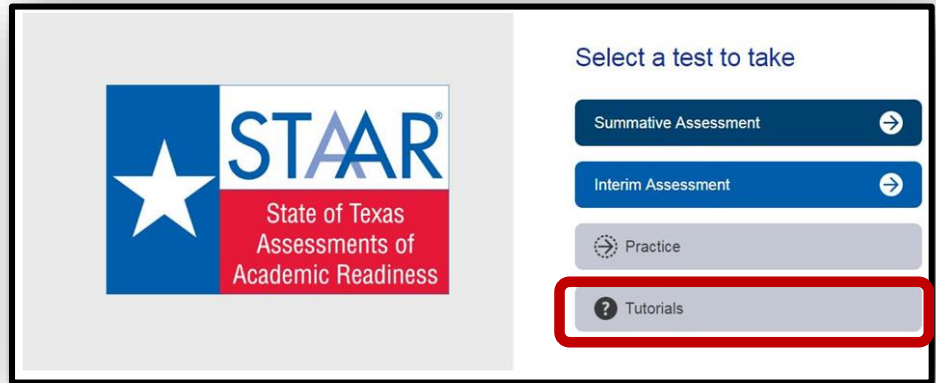 STAAR®
State of Texas
Assessments of
Academic Readiness
Select a test to take
Summative Assessment
Interim Assessment
Practice
? Tutorials